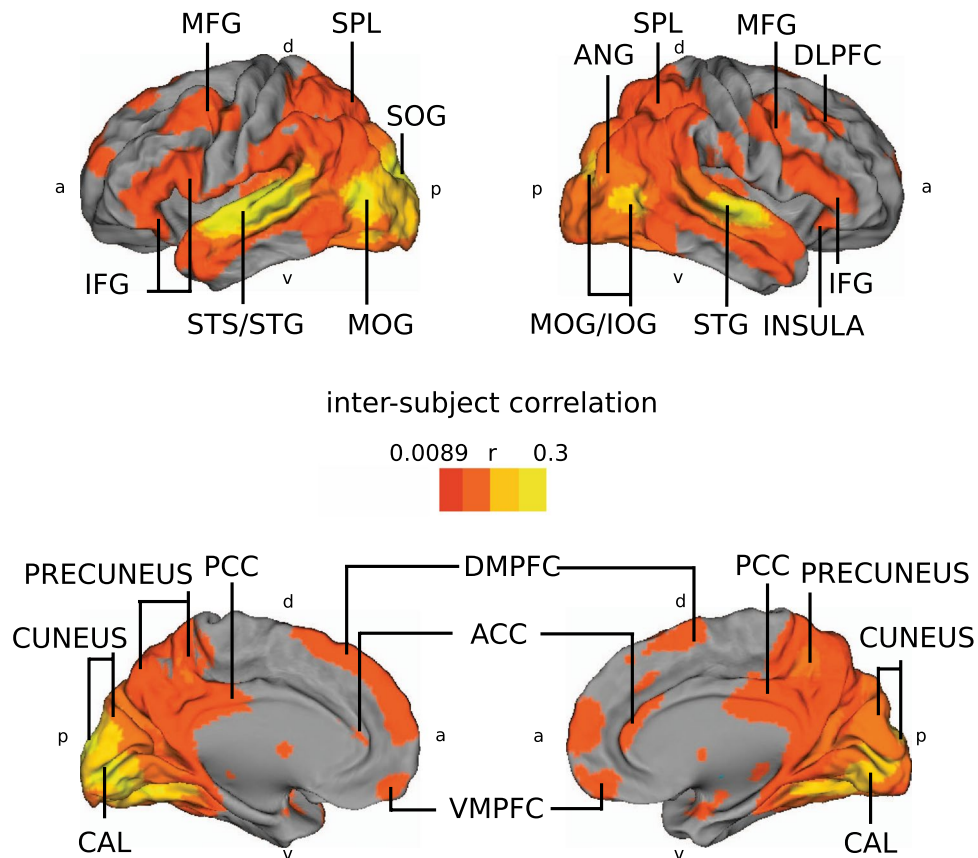 MFG SPL SPL MFG
d d
ANG DLPFC
SOG
a p p a
IFG v v IFG
STS/STG MOG MOG/IOG STG INSULA
inter-subject correlation
0.0089 r 0.3
PRECUNEUS PCC DMPFC PCC PRECUNEUS
d d
CUNEUS ACC CUNEUS
p a a p
VMPFC
CAL CAL
v v